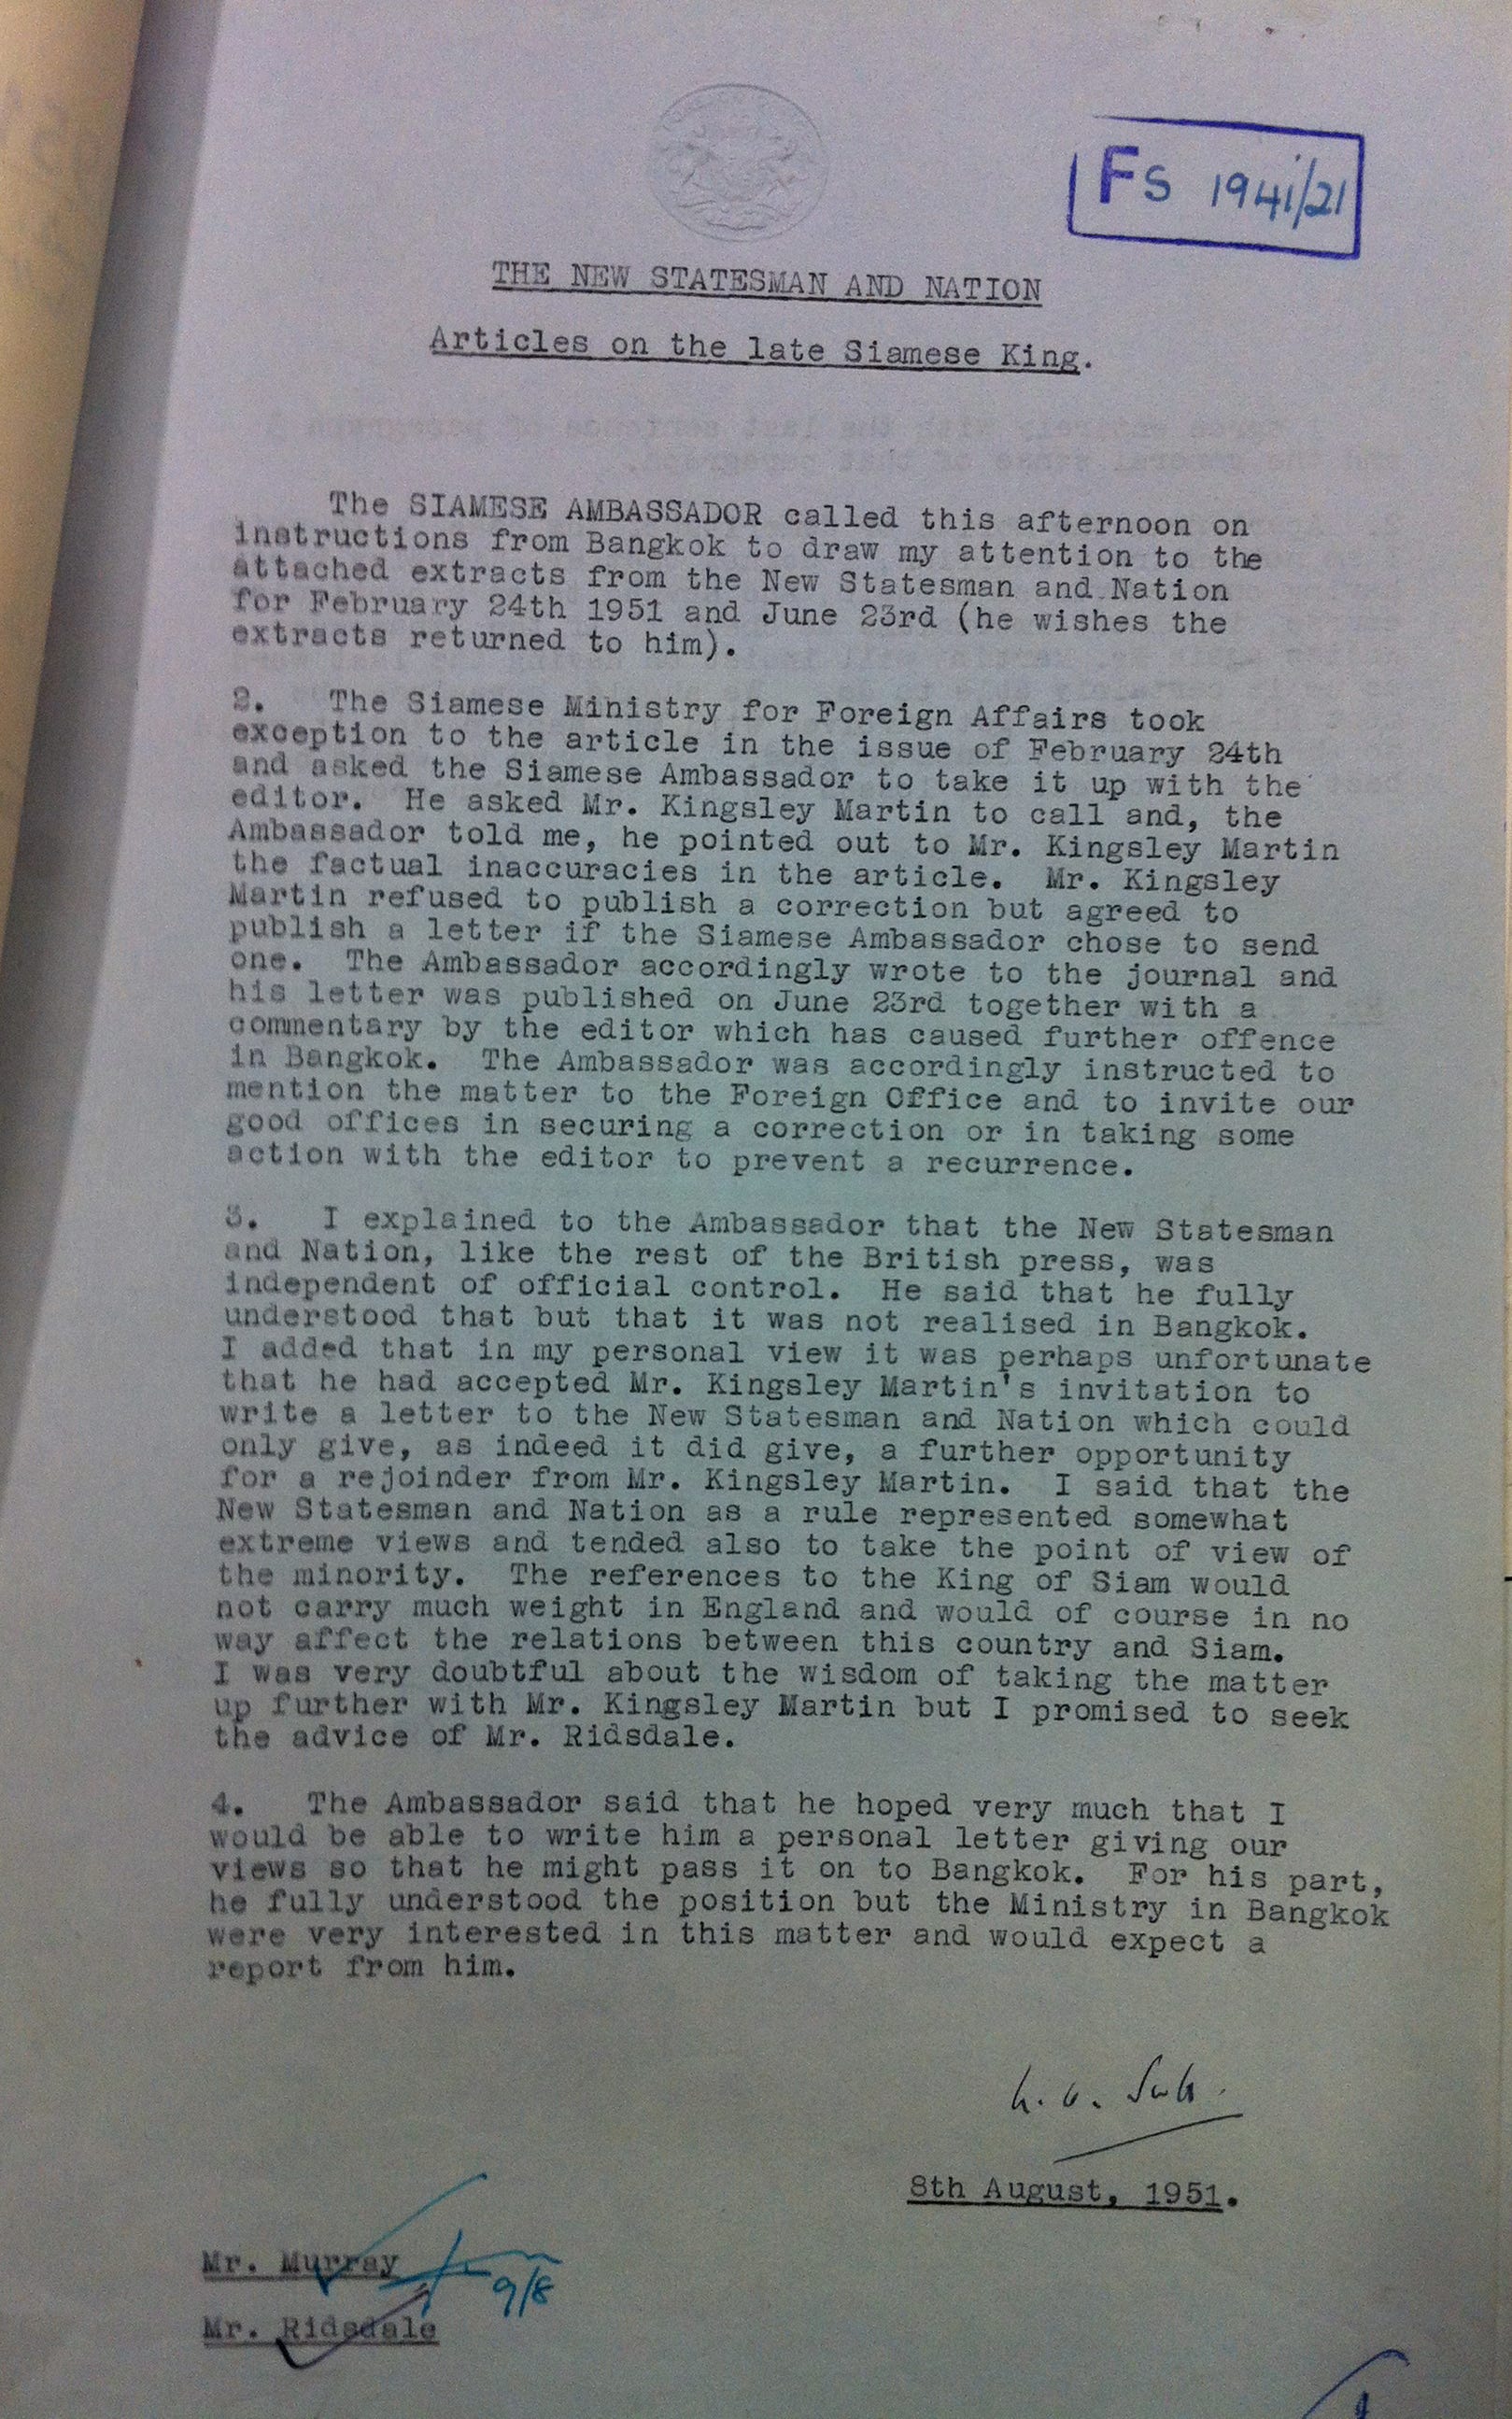 FS 1941/21
THE NEW STATESMAN AND NATION
Articles on the late Siamese King.
The SIAMESE AMBASSADOR called this afternoon on
instructions from Bangkok to draw my attention to the
attached extracts from the New Statesman and Nation
for February 24th 1951 and June 23rd (he wishes the
extracts returned to him).
2. The Siamese Ministry for Foreign Affairs took
exception to the article in the issue of February 24th
and asked the Siamese Ambassador to take it up with the
editor. He asked Mr. Kingsley Martin to call and, the
Ambassador told me, he pointed out to Mr. Kingsley Martin
the factual inaccuracies in the article. Mr. Kingsley
Martin refused to publish a correction but agreed to
publish a letter if the Siamese Ambassador chose to send
one. The Ambassador accordingly wrote to the journal and
his letter was published on June 23rd together with a
commentary by the editor which has caused further offence
in Bangkok. The Ambassador was accordingly instructed to
mention the matter to the Foreign Office and to invite our
good offices in securing a correction or in taking some
action with the editor to prevent a recurrence.
3. I explained to the Ambassador that the New Statesman
and Nation, like the rest of the British press, was
independent of official control. He said that he fully
understood that but that it was not realised in Bangkok.
I added that in my personal view it was perhaps unfortunate
that he had accepted Mr. Kingsley Martin's invitation to
write a letter to the New Statesman and Nation which could
only give, as indeed it did give, a further opportunity
for a rejoinder from Mr. Kingsley Martin. I said that the
New Statesman and Nation as a rule represented somewhat
extreme views and tended also to take the point of view of
the minority. The references to the King of Siam would
not carry much weight in England and would of course in no
way affect the relations between this country and Siam.
I was very doubtful about the wisdom of taking the matter
up further with Mr. Kingsley Martin but I promised to seek
the advice of Mr. Ridsdale.
4. The Ambassador said that he hoped very much that I
would be able to write him a personal letter giving our
views so that he might pass it on to Bangkok. For his part,
he fully understood the position but the Ministry in Bangkok
were very interested in this matter and would expect a
report from him.
8th August, 1951.
Mr. Murray
9/8
Mr. Ridsdale